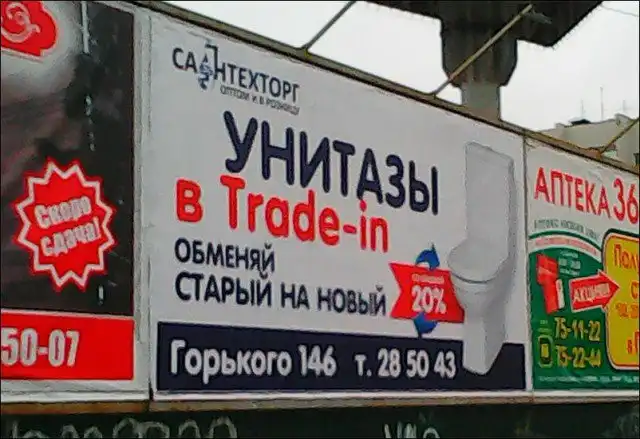 Скоро
сдача!
50-07
САНТЕХТОРГ
ОПТОМ И В РОЗНИЦУ
УНИТАЗЫ
в Trade-in
ОБМЕНЯЙ
СТАРЫЙ НА НОВЫЙ
20%
Горького 146 т. 28 50 43
АПТЕКА 36
АКЦИЯ
75-11-22
75-22-44